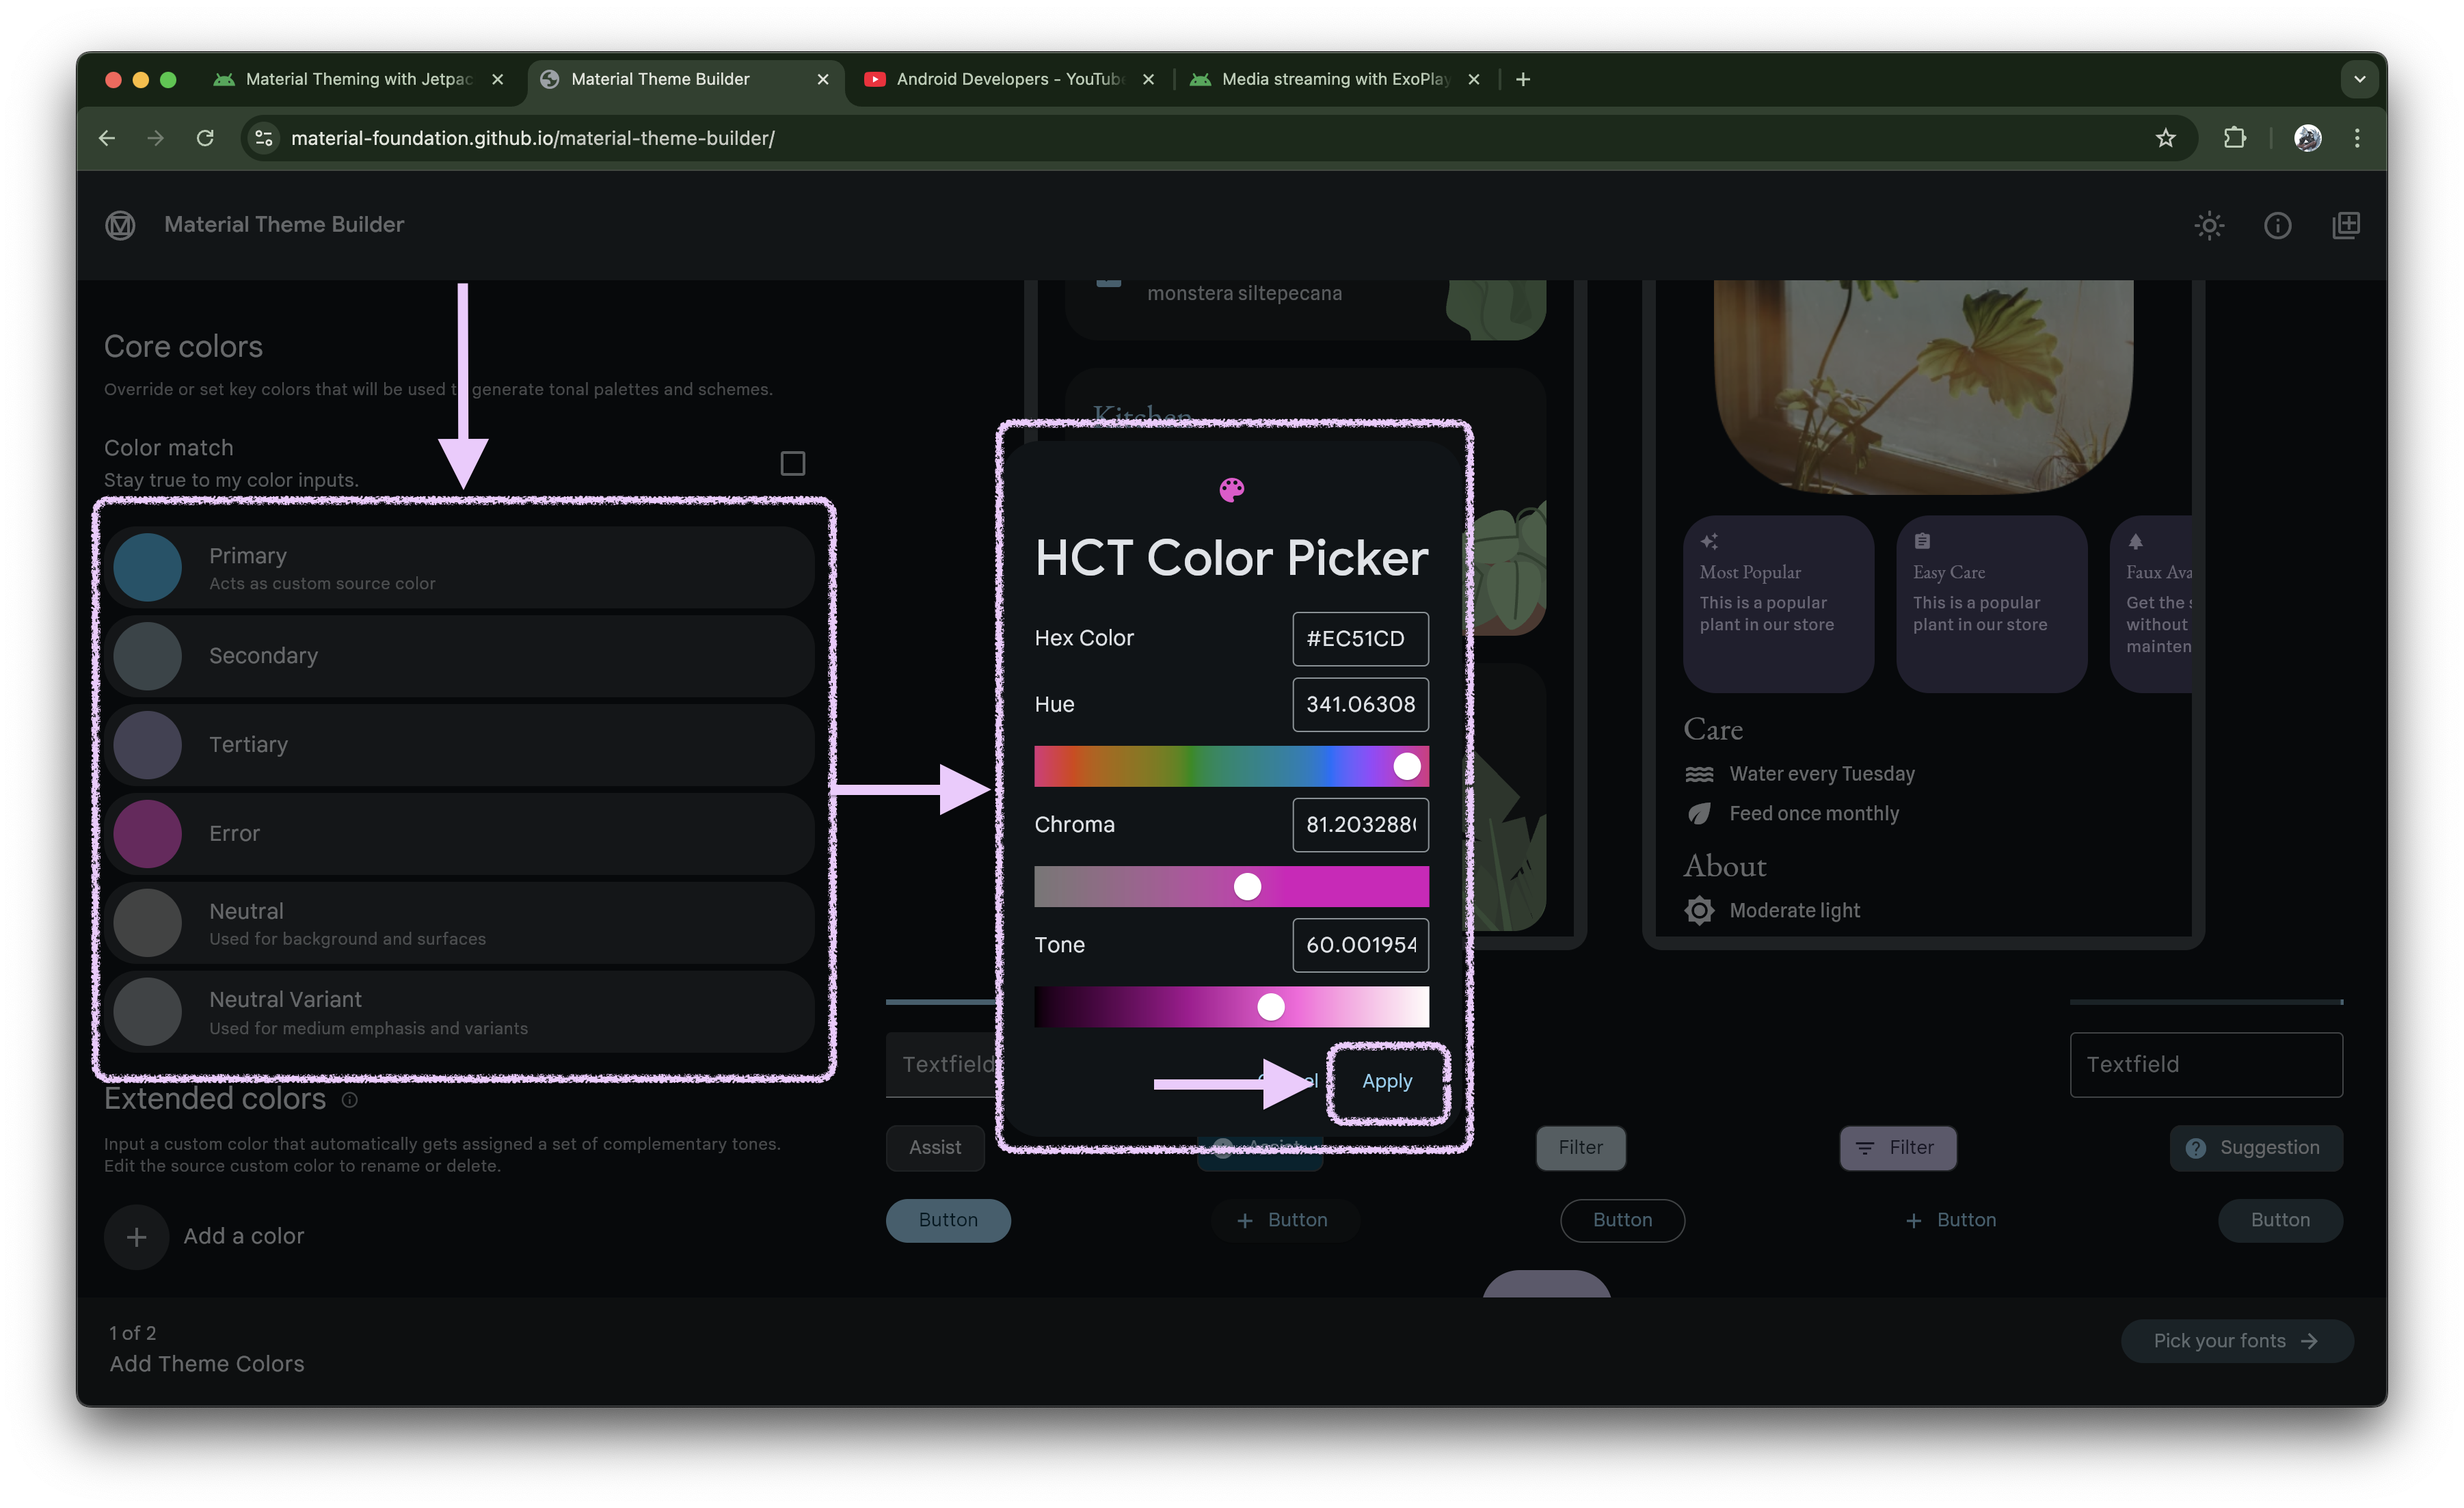 Material Theming with Jetpac
Material Theme Builder
Android Developers - YouTube
Media streaming with ExoPlay
material-foundation.github.io/material-theme-builder/
Material Theme Builder
Core colors
Override or set key colors that will be used t generate tonal palettes and schemes.
Color match
Stay true to my color inputs.
Primary
Acts as custom source color
Secondary
Tertiary
Error
Neutral
Used for background and surfaces
Neutral Variant
Used for medium emphasis and variants
Extended colors
Input a custom color that automatically gets assigned a set of complementary tones.
Edit the source custom color to rename or delete.
Add a color
monstera siltepecana
Kitchen
HCT Color Picker
Hex Color
#EC51CD
Hue
341.06308
Chroma
81.203288
Tone
60.001954
Apply
Most Popular
This is a popular
plant in our store
Easy Care
This is a popular
plant in our store
Faux Ava
Get the
without
mainten
Care
Water every Tuesday
Feed once monthly
About
Moderate light
Textfield
Textfield
Assist
Assist
Filter
Filter
? Suggestion
Button
+ Button
Button
+ Button
Button
1 of 2
Add Theme Colors
Pick your fonts →